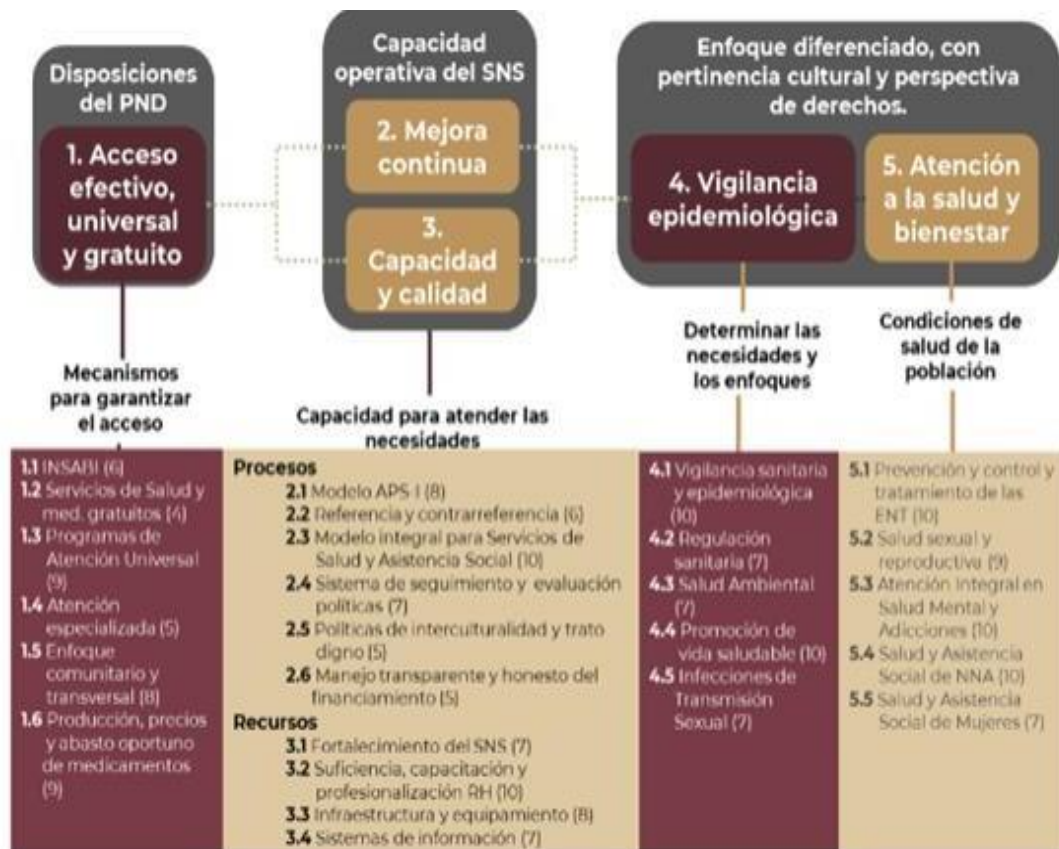 Disposiciones
del PND
1. Acceso
efectivo,
universal
y gratuito
Capacidad
operativa del SNS
2. Mejora
continua
3.
Capacidad
y calidad
Enfoque diferenciado, con
pertinencia cultural y perspectiva
de derechos.
4. Vigilancia
epidemiológica
5. Atención
a la salud y
bienestar
Mecanismos
para garantizar
el acceso
Capacidad para atender las
necesidades
Determinar las
necesidades y
los enfoques
Condiciones de
salud de la
población
1.1 INSABI (6)
1.2 Servicios de Salud y
med. gratuitos (4)
1.3 Programas de
Atención Universal
(9)
1.4 Atención
especializada (5)
1.5 Enfoque
comunitario y
transversal (8)
1.6 Producción, precios
y abasto oportuno
de medicamentos
(9)
Procesos
2.1 Modelo APS-I (8)
2.2 Referencia y contrarreferencia (6)
2.3 Modelo integral para Servicios de
Salud y Asistencia Social (10)
2.4 Sistema de seguimiento y evaluación
políticas (7)
2.5 Políticas de interculturalidad y trato
digno (5)
2.6 Manejo transparente y honesto del
financiamiento (5)
Recursos
3.1 Fortalecimiento del SNS (7)
3.2 Suficiencia, capacitación y
profesionalización RH (10)
3.3 Infraestructura y equipamiento (8)
3.4 Sistemas de información (7)
4.1 Vigilancia sanitaria
y epidemiológica
(10)
4.2 Regulación
sanitaria (7)
4.3 Salud Ambiental
(7)
4.4 Promoción de
vida saludable (10)
4.5 Infecciones de
Transmisión
Sexual (7)
5.1 Prevención y control y
tratamiento de las
ENT (10)
5.2 Salud sexual y
reproductiva (9)
5.3 Atención Integral en
Salud Mental y
Adicciones (10)
5.4 Salud y Asistencia
Social de NNA (10)
5.5 Salud y Asistencia
Social de Mujeres (7)